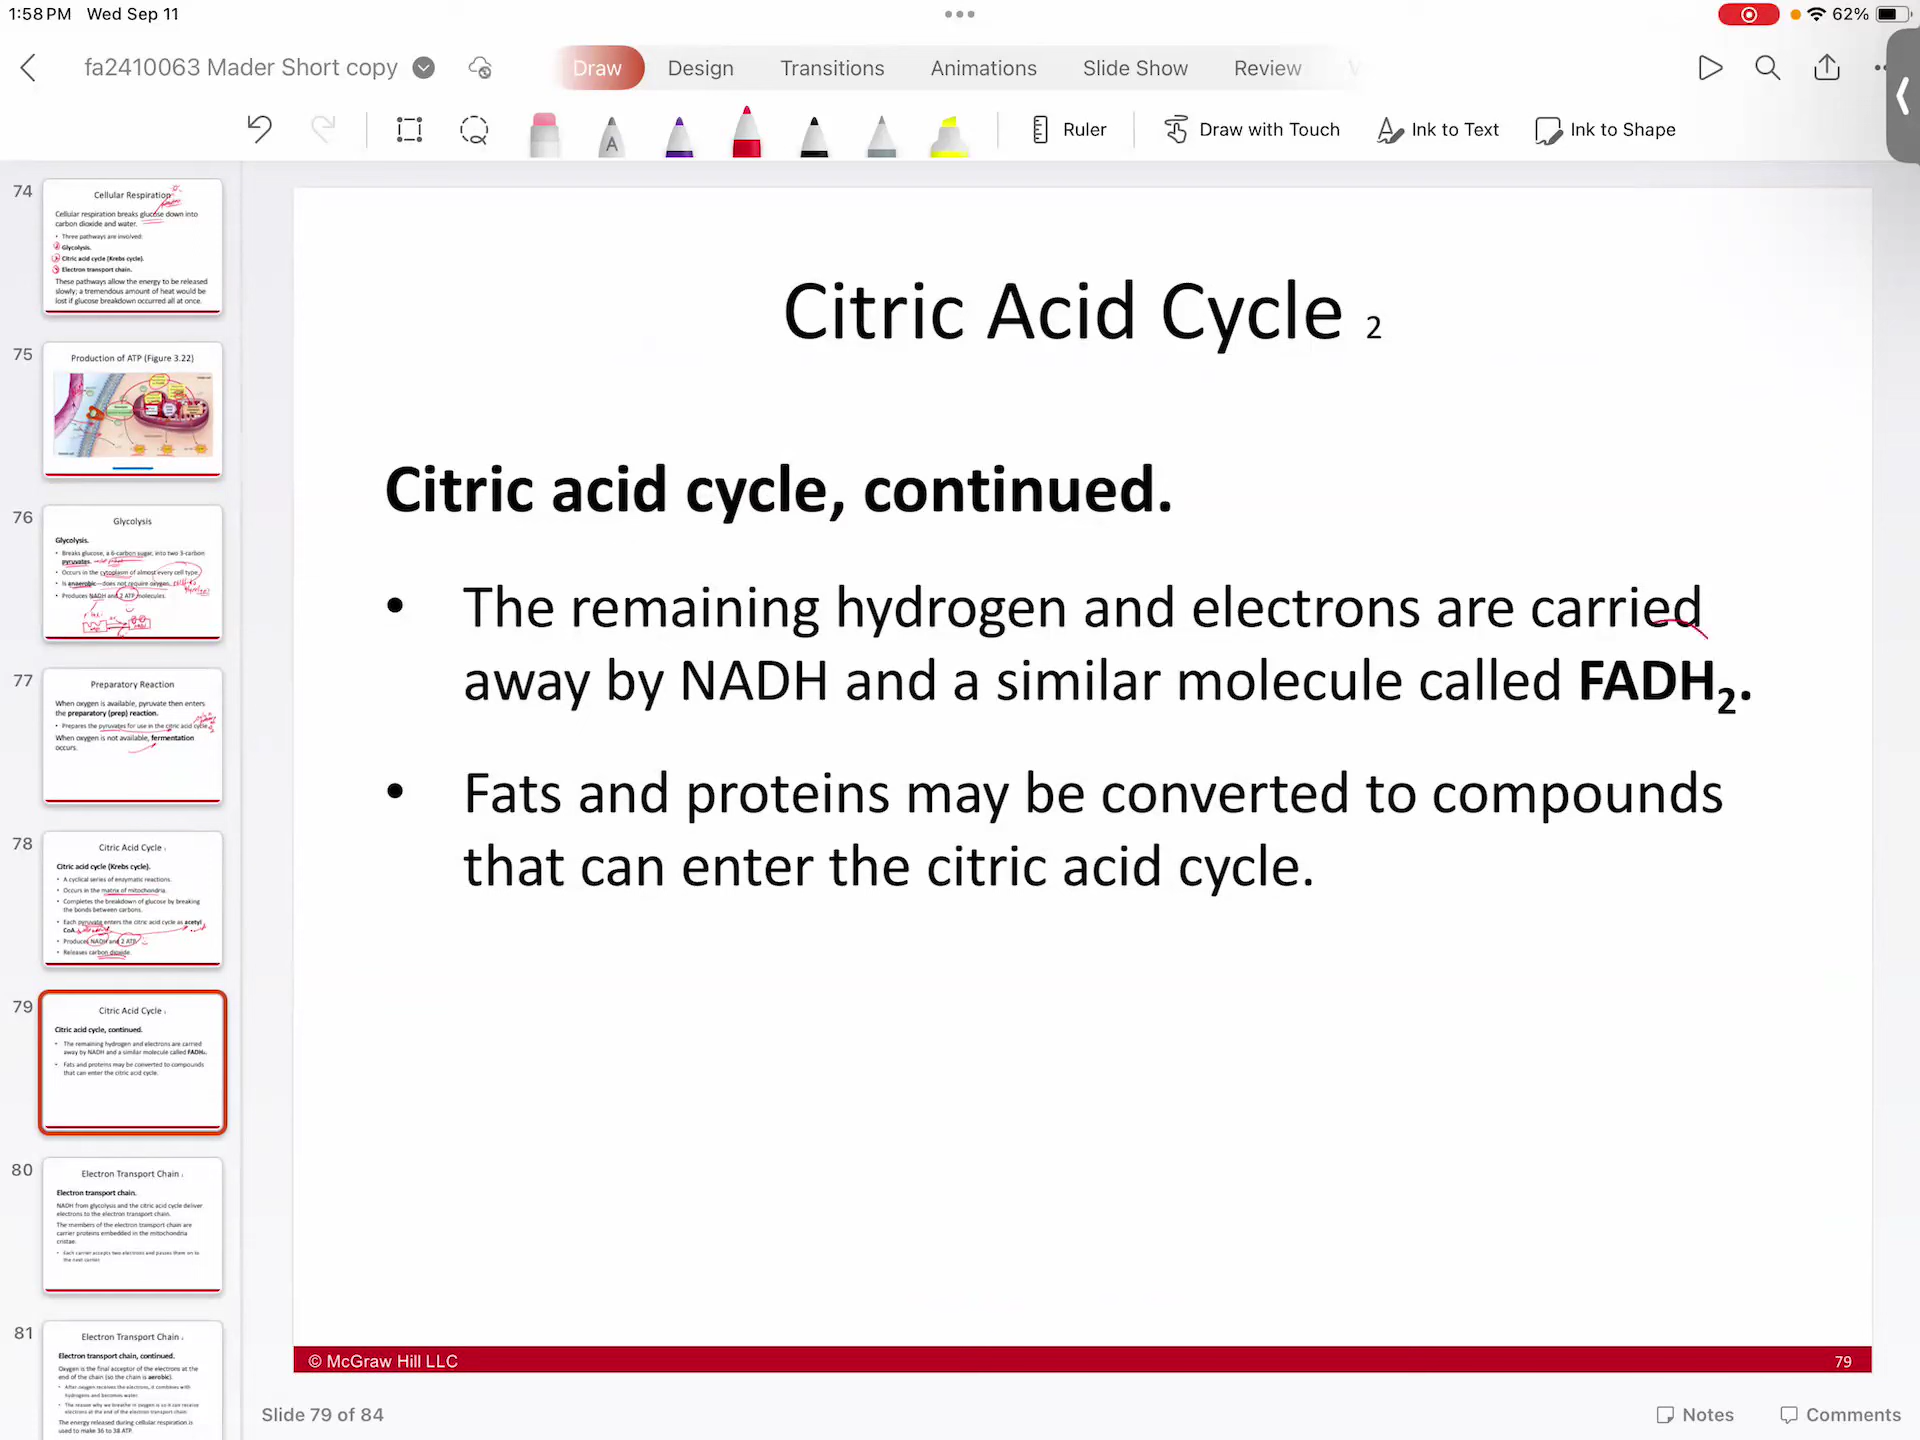 1:58 PM Wed Sep 11
62%
fa2410063 Mader Short copy
Draw
Design
Transitions
Animations
Slide Show
Review
A
Ruler
Draw with Touch
Ink to Text
Ink to Shape
74
Cellular Respiration
Cellular respiration breaks glucose down into
carbon dioxide and water.
• Three pathways are involved:
Glycolysis.
Citric acid cycle (Krebs cycle).
Electron transport chain.
These pathways allow the energy to be released
slowly; a tremendous amount of heat would be
lost if glucose breakdown occurred all at once.
75
Production of ATP (Figure 3.22)
76
Glycolysis
Glycolysis.
• Breaks glucose, a 6-carbon sugar, into two 3-carbon
pyruvates.
• Occurs in the cytoplasm of almost every cell type.
• Is anaerobic—does not require oxygen.
• Produces NADH and 2 ATP molecules.
77
Preparatory Reaction
When oxygen is available, pyruvate then enters
the preparatory (prep) reaction.
• Prepares the pyruvates for use in the citric acid cycle.
When oxygen is not available, fermentation
occurs.
78
Citric Acid Cycle 1
Citric acid cycle (Krebs cycle).
• A cyclical series of enzymatic reactions.
• Occurs in the matrix of mitochondria.
• Completes the breakdown of glucose by breaking
the bonds between carbons.
• Each pyruvate enters the citric acid cycle as acetyl
CoA.
• Produces NADH and 2 ATP.
• Releases carbon dioxide.
79
Citric Acid Cycle 2
Citric acid cycle, continued.
• The remaining hydrogen and electrons are carried
away by NADH and a similar molecule called FADH₂.
• Fats and proteins may be converted to compounds
that can enter the citric acid cycle.
80
Electron Transport Chain 1
Electron transport chain.
NADH from glycolysis and the citric acid cycle deliver
electrons to the electron transport chain.
The members of the electron transport chain are
carrier proteins embedded in the mitochondria
cristae.
• Each carrier accepts two electrons and passes them on to
the next carrier.
81
Electron Transport Chain 2
Electron transport chain, continued.
Oxygen is the final acceptor of the electrons at the
end of the chain (so the chain is aerobic).
• After oxygen receives the electrons, it combines with
hydrogens and becomes water.
• The reason why we breathe in oxygen is so it can receive
electrons at the end of the electron transport chain.
The energy released during cellular respiration is
used to make 36 to 38 ATP.
Citric Acid Cycle 2
Citric acid cycle, continued.
• The remaining hydrogen and electrons are carried
away by NADH and a similar molecule called FADH₂.
• Fats and proteins may be converted to compounds
that can enter the citric acid cycle.
© McGraw Hill LLC
79
Slide 79 of 84
Notes
Comments